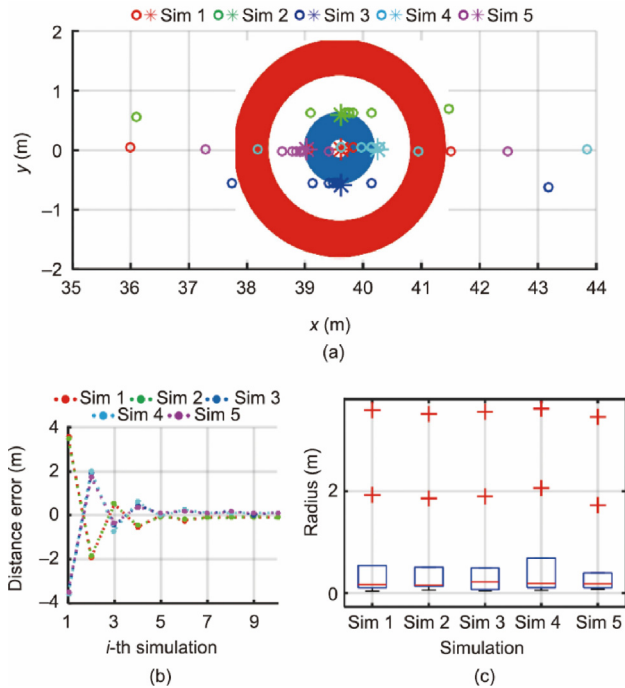 Sim 1 Sim 2 Sim 3 Sim 4 Sim 5
2
1
0
−1
−2
y (m)
35 36 37 38 39 40 41 42 43 44
x (m)
(a)
Sim 1 Sim 2 Sim 3
Sim 4 Sim 5
4
2
0
−2
−4
Distance error (m)
1 3 5 7 9
i-th simulation
(b)
2
0
Radius (m)
Sim 1 Sim 2 Sim 3 Sim 4 Sim 5
Simulation
(c)